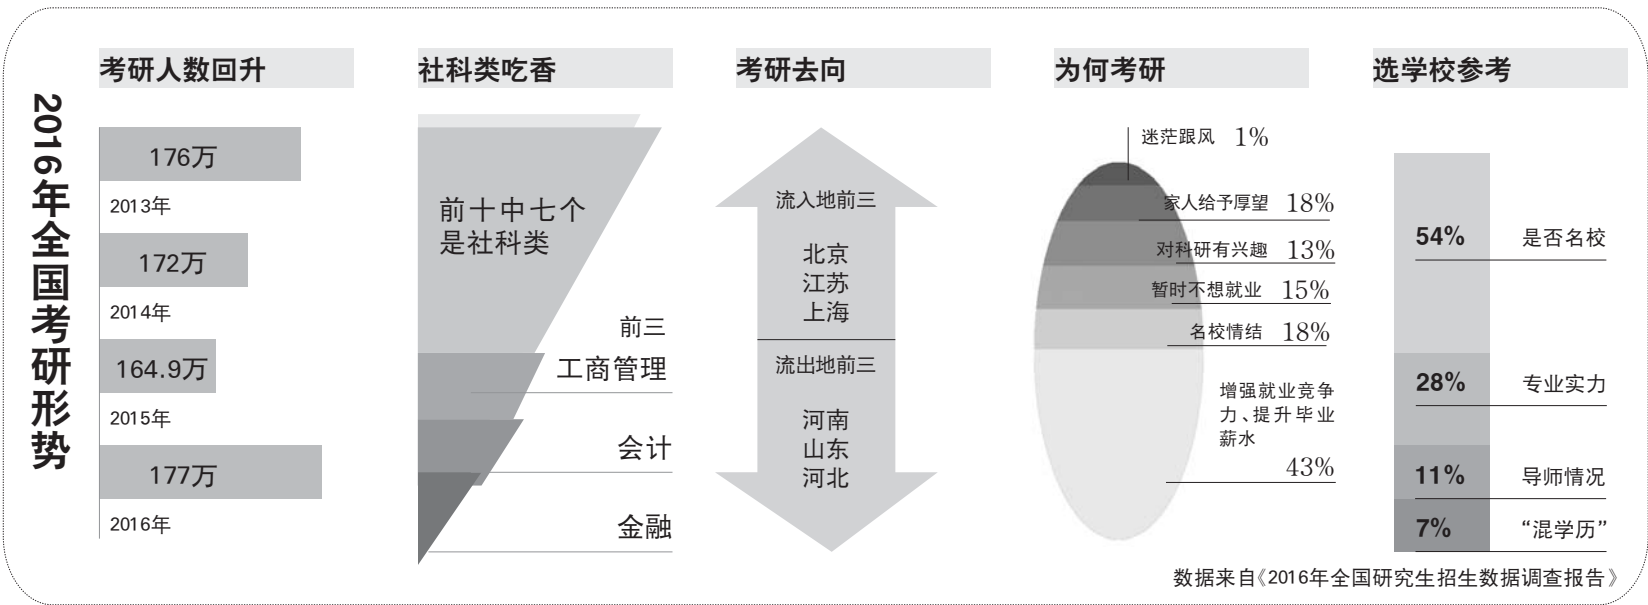 2016年全国考研形势
考研人数回升
176万
2013年
172万
2014年
164.9万
2015年
177万
2016年
社科类吃香
前十中七个
是社科类
前三
工商管理
会计
金融
考研去向
流入地前三
北京
江苏
上海
流出地前三
河南
山东
河北
为何考研
迷茫跟风 1%
家人给予厚望 18%
对科研有兴趣 13%
暂时不想就业 15%
名校情结 18%
增强就业竞争
力、提升毕业
薪水
43%
选学校参考
54% 是否名校
28% 专业实力
11% 导师情况
7% “混学历”
数据来自《2016年全国研究生招生数据调查报告》